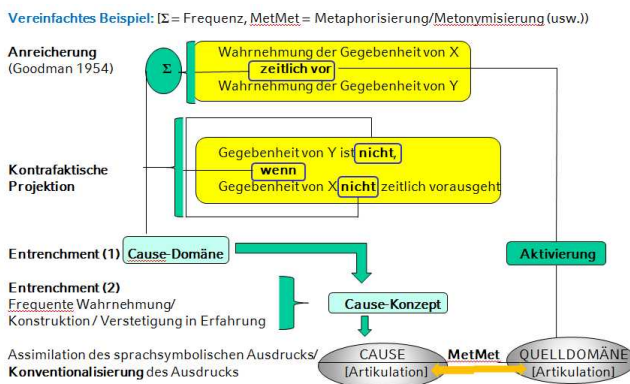 Vereinfachtes Beispiel: [Σ = Frequenz, MetMet = Metaphorisierung/Metonymisierung (usw.))
Anreicherung
(Goodman 1954)
Σ
Wahrnehmung der Gegebenheit von X
zeitlich vor
Wahrnehmung der Gegebenheit von Y
Kontrafaktische
Projektion
Gegebenheit von Y ist nicht,
wenn
Gegebenheit von X nicht zeitlich vorausgeht
Entrenchment (1)
Cause-Domäne
Aktivierung
Entrenchment (2)
Frequente Wahrnehmung/
Konstruktion / Verstetigung in Erfahrung
Cause-Konzept
Assimilation des sprachsymbolischen Ausdrucks/
Konventionalisierung des Ausdrucks
CAUSE
[Artikulation]
MetMet
QUELLDOMÄNE
[Artikulation]